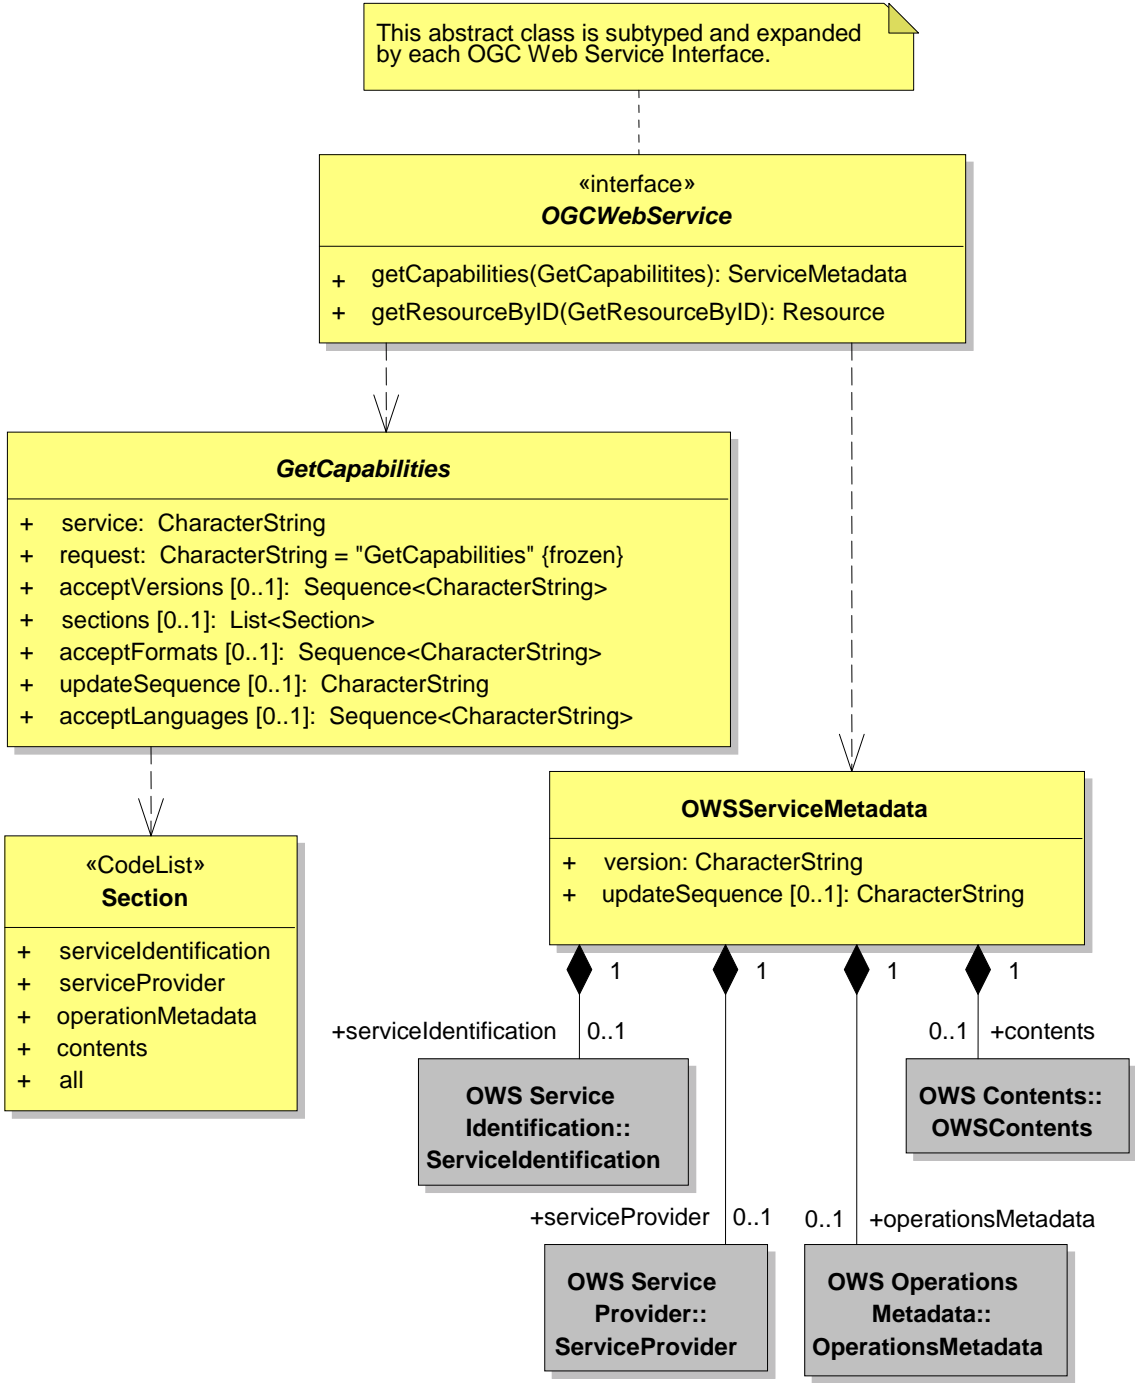 This abstract class is subtyped and expanded
by each OGC Web Service Interface.
«interface»
OGCWebService
+ getCapabilities(GetCapabilitites): ServiceMetadata
+ getResourceByID(GetResourceByID): Resource
GetCapabilities
+ service: CharacterString
+ request: CharacterString = "GetCapabilities" {frozen}
+ acceptVersions [0..1]: Sequence<CharacterString>
+ sections [0..1]: List<Section>
+ acceptFormats [0..1]: Sequence<CharacterString>
+ updateSequence [0..1]: CharacterString
+ acceptLanguages [0..1]: Sequence<CharacterString>
OWSServiceMetadata
+ version: CharacterString
+ updateSequence [0..1]: CharacterString
«CodeList»
Section
+ serviceIdentification
+ serviceProvider
+ operationMetadata
+ contents
+ all
1 1 1 1
+serviceIdentification 0..1
0..1 +contents
OWS Service
Identification::
ServiceIdentification
OWS Contents::
OWSContents
+serviceProvider 0..1
0..1 +operationsMetadata
OWS Service
Provider::
ServiceProvider
OWS Operations
Metadata::
OperationsMetadata